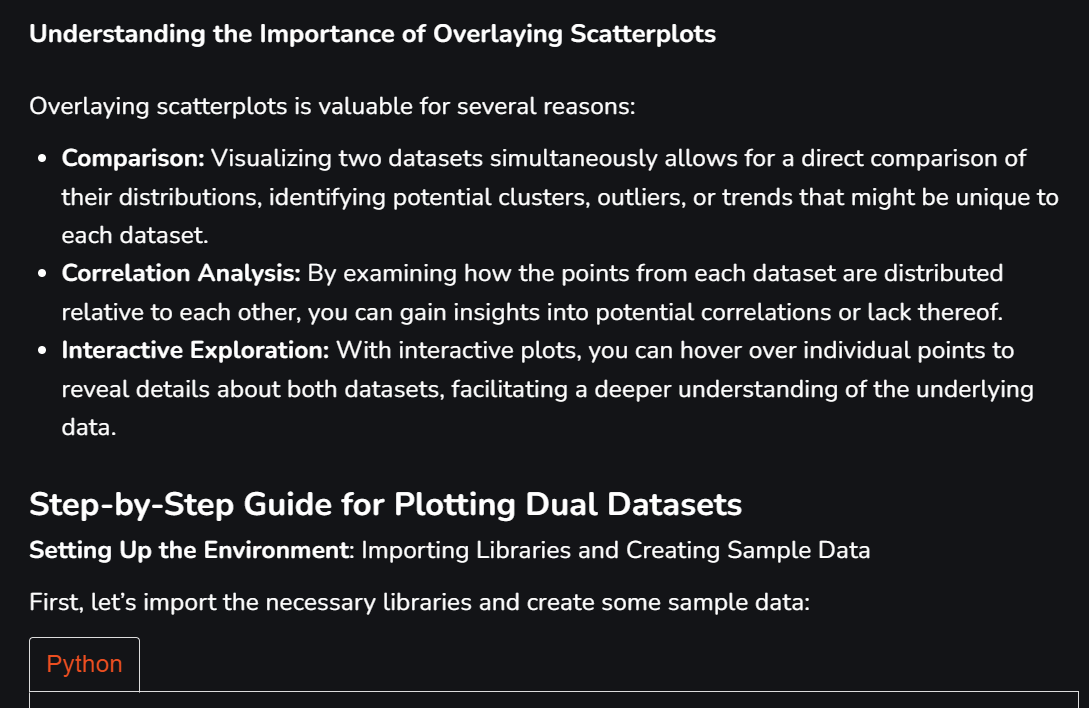 Understanding the Importance of Overlaying Scatterplots
Overlaying scatterplots is valuable for several reasons:
• Comparison: Visualizing two datasets simultaneously allows for a direct comparison of
their distributions, identifying potential clusters, outliers, or trends that might be unique to
each dataset.
• Correlation Analysis: By examining how the points from each dataset are distributed
relative to each other, you can gain insights into potential correlations or lack thereof.
• Interactive Exploration: With interactive plots, you can hover over individual points to
reveal details about both datasets, facilitating a deeper understanding of the underlying
data.
Step-by-Step Guide for Plotting Dual Datasets
Setting Up the Environment: Importing Libraries and Creating Sample Data
First, let’s import the necessary libraries and create some sample data:
Python